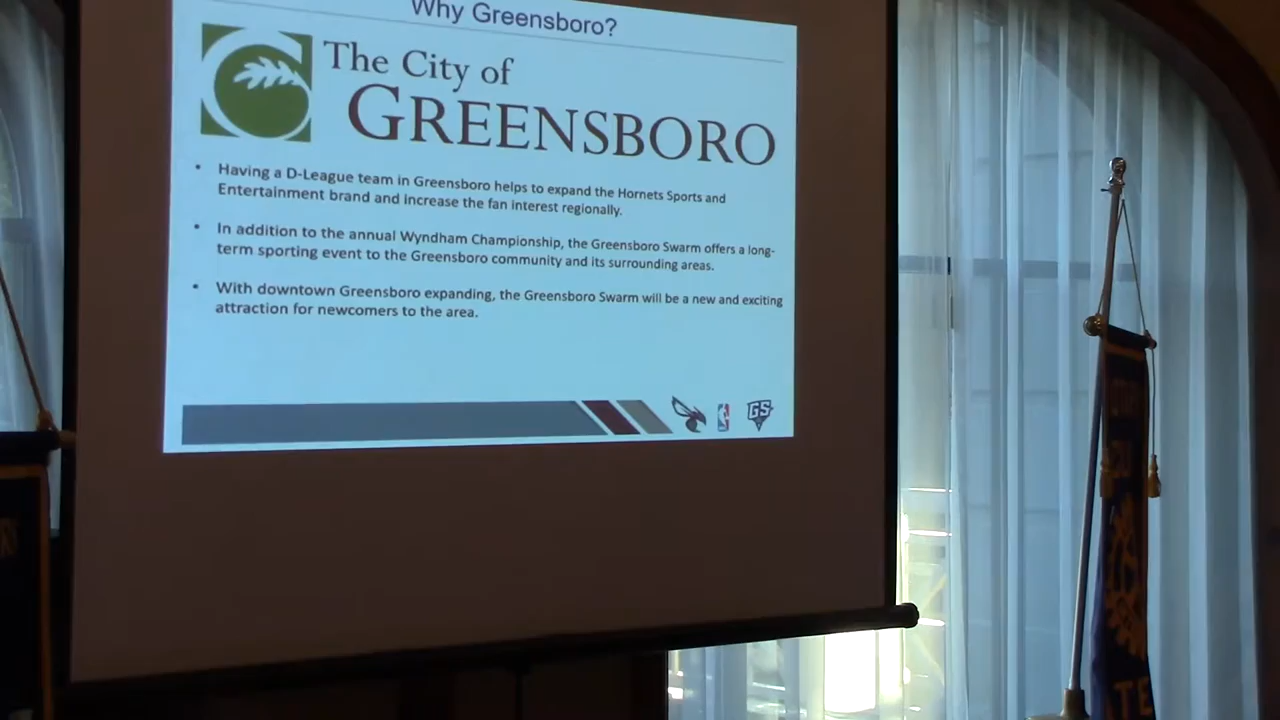 Why Greensboro?
The City of
GREENSBORO
• Having a D-League team in Greensboro helps to expand the Hornets Sports and
Entertainment brand and increase the fan interest regionally.
• In addition to the annual Wyndham Championship, the Greensboro Swarm offers a long-
term sporting event to the Greensboro community and its surrounding areas.
• With downtown Greensboro expanding, the Greensboro Swarm will be a new and exciting
attraction for newcomers to the area.
GS
TE